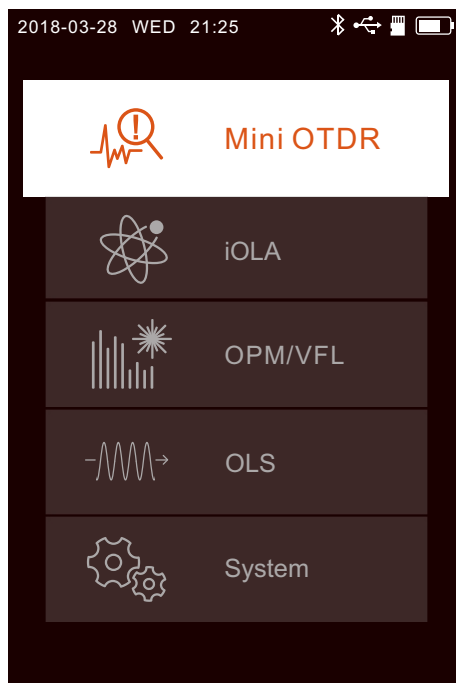 2018-03-28 WED 21:25
Mini OTDR
iOLA
OPM/VFL
OLS
System